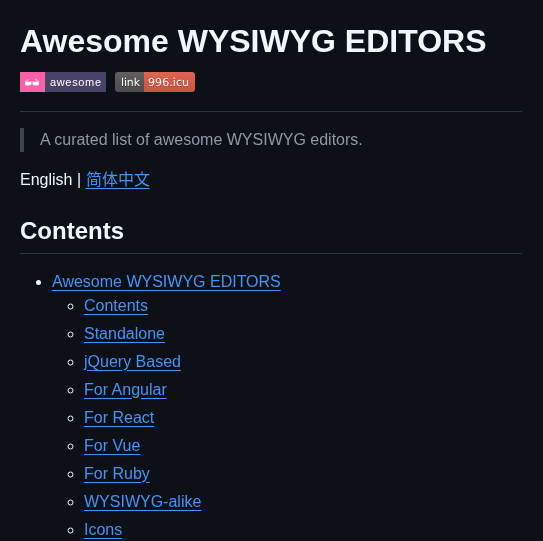 Awesome WYSIWYG EDITORS
awesome link 996.icu
A curated list of awesome WYSIWYG editors.
English | 简体中文
Contents
Awesome WYSIWYG EDITORS
Contents
Standalone
jQuery Based
For Angular
For React
For Vue
For Ruby
WYSIWYG-alike
Icons